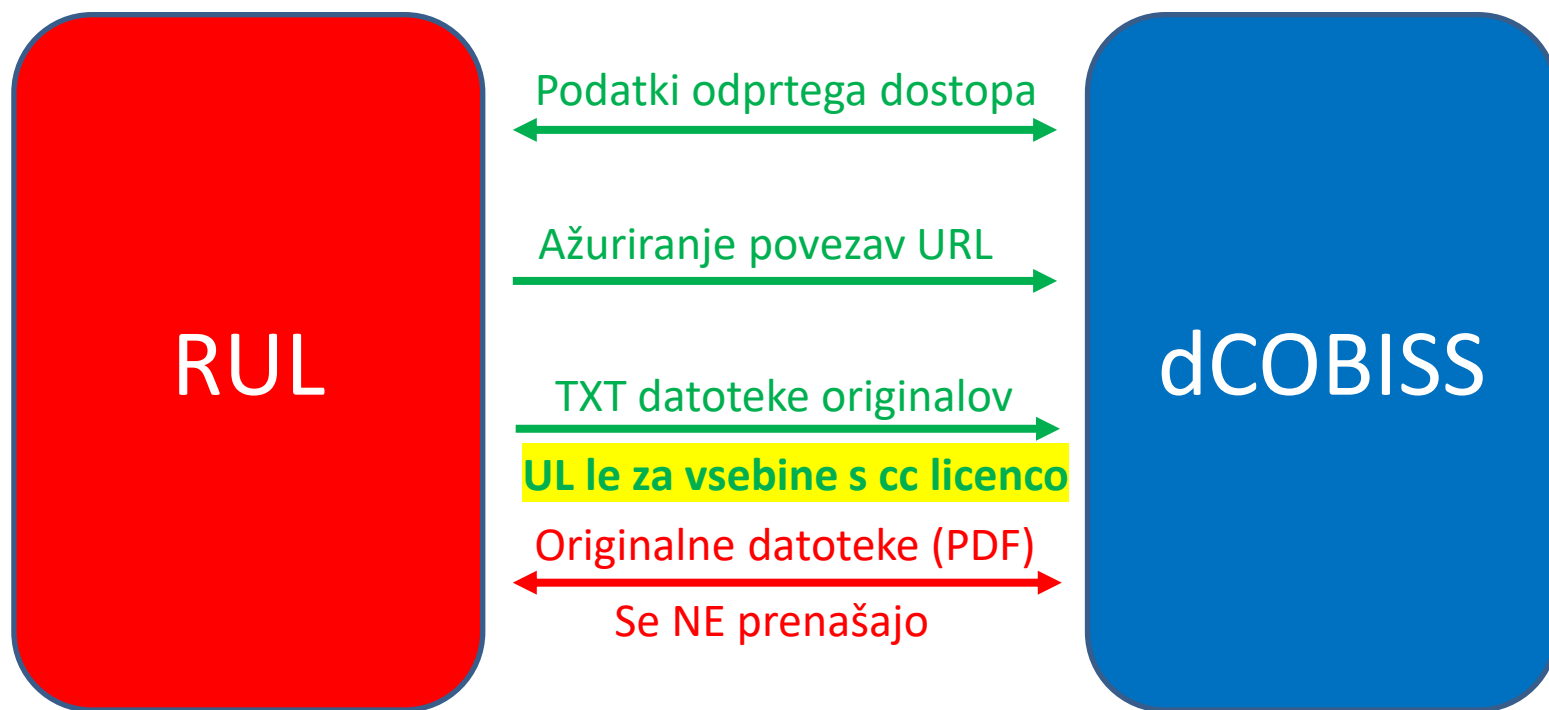 RUL
Podatki odprtega dostopa
Ažuriranje povezav URL
TXT datoteke originalov
UL le za vsebine s cc licenco
Originalne datoteke (PDF)
Se NE prenašajo
dCOBISS